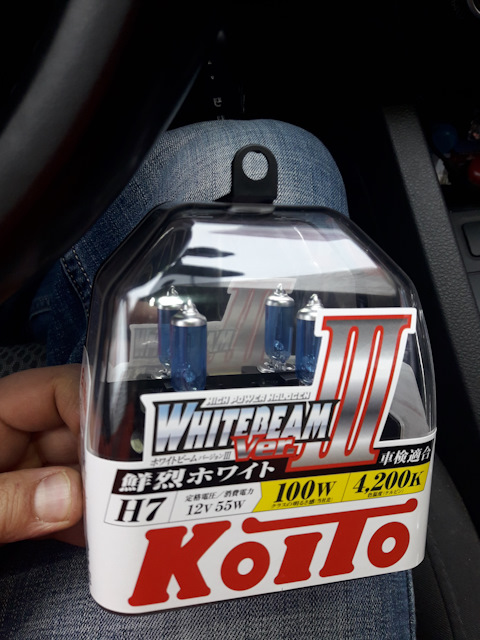 HIGH POWER HALOGEN
WHITEBEAM III
Ver.
ホワイトビーム バージョンIII
鮮烈ホワイト 車検適合
H7 定格電圧/消費電力 100W 4,200K
12V 55W
KoiTo